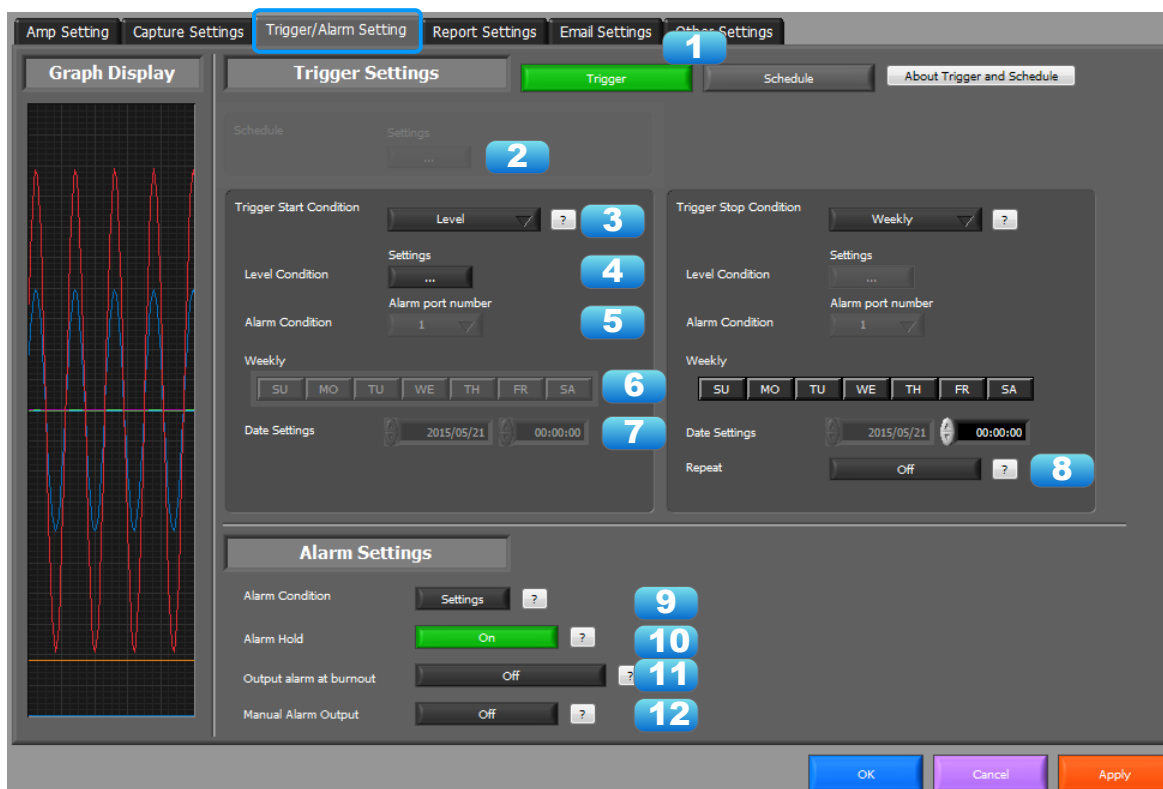 Amp Setting Capture Settings Trigger/Alarm Setting Report Settings Email Settings Other Settings
1
Graph Display
Trigger Settings Trigger Schedule About Trigger and Schedule
Schedule Settings
... 2
Trigger Start Condition Level ? 3
Settings
Level Condition ... 4
Alarm port number
Alarm Condition 1 5
Weekly
SU MO TU WE TH FR SA 6
Date Settings 2015/05/21 00:00:00 7
Trigger Stop Condition Weekly ?
Settings
Level Condition ...
Alarm port number
Alarm Condition 1
Weekly
SU MO TU WE TH FR SA
Date Settings 2015/05/21 00:00:00
Repeat Off ? 8
Alarm Settings
Alarm Condition Settings ? 9
Alarm Hold On ? 10
Output alarm at burnout Off ? 11
Manual Alarm Output Off ? 12
OK Cancel Apply